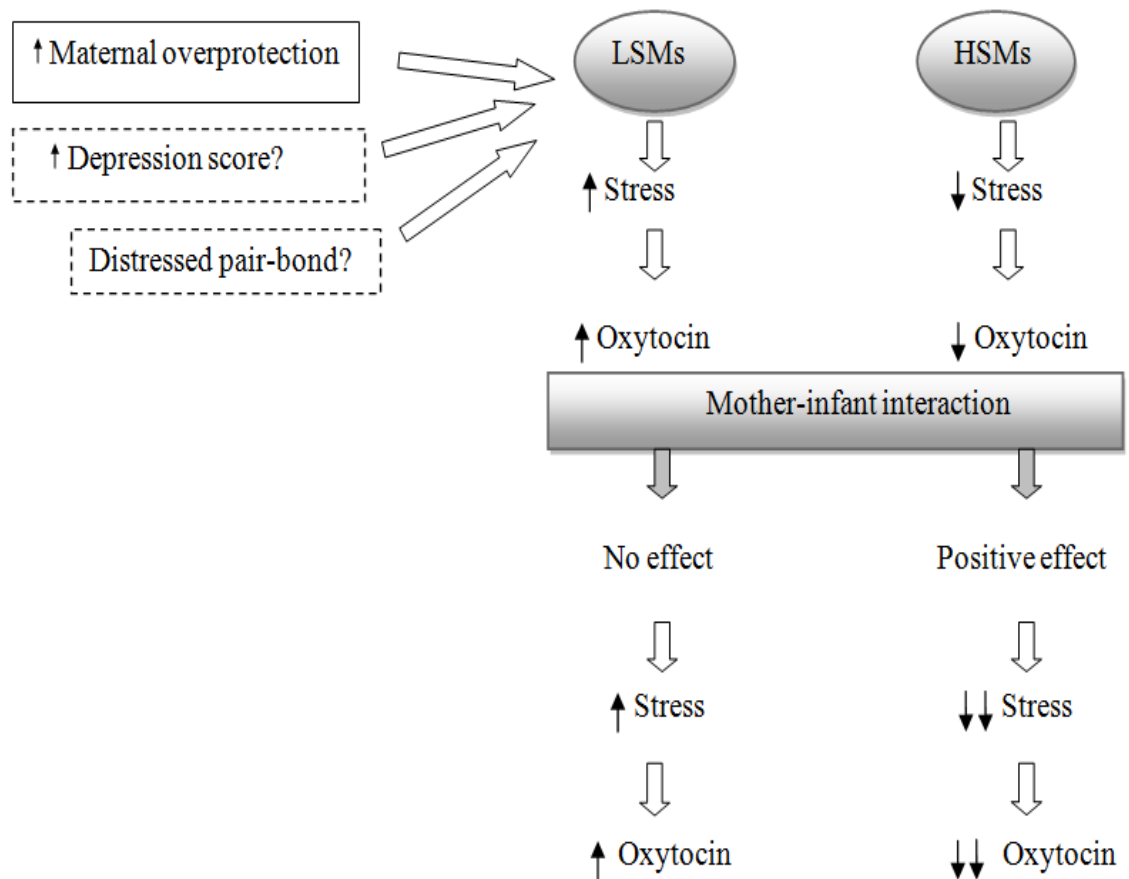 ↑ Maternal overprotection
↑ Depression score?
Distressed pair-bond?
LSMs
HSMs
↑ Stress
↓ Stress
↑ Oxytocin
↓ Oxytocin
Mother-infant interaction
No effect
Positive effect
↑ Stress
↓↓ Stress
↑ Oxytocin
↓↓ Oxytocin